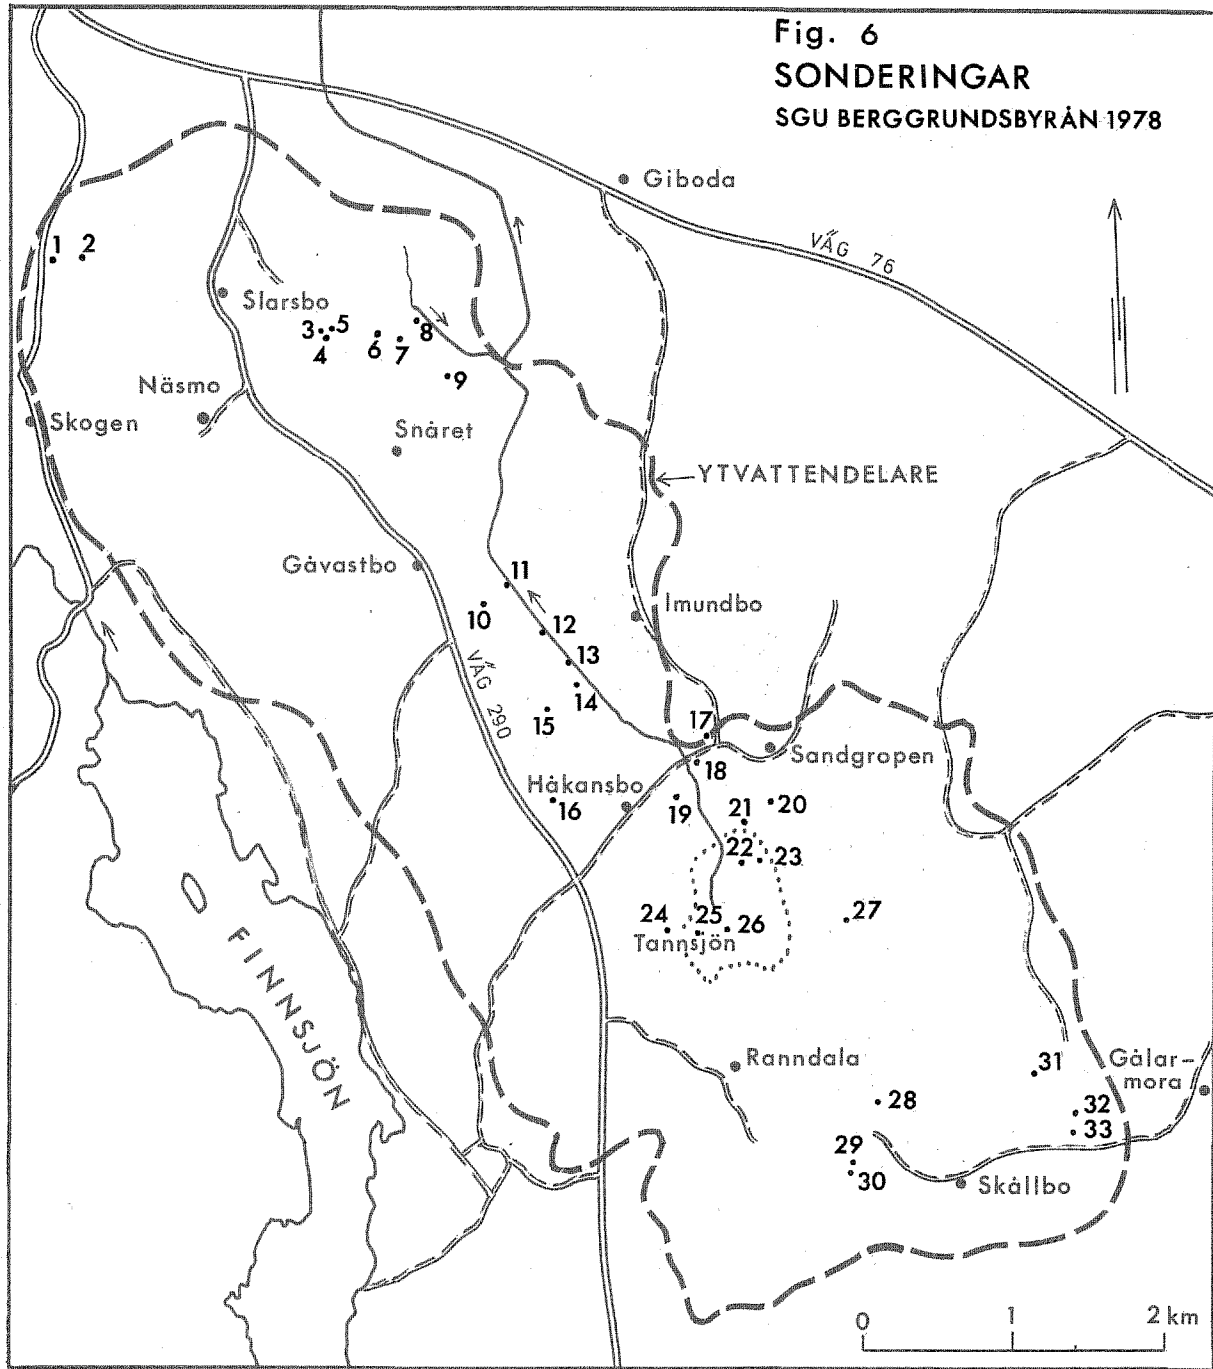 Fig. 6
SONDERINGAR
SGU BERGGRUNDSBYRÅN 1978
Giboda
VÄG 76
1
2
Slarsbo
3
5
4
6
7
8
9
Näsmo
Skogen
Snåret
YTVATTENDELARE
Gåvastbo
11
10
12
13
14
15
Imundbo
VÄG 290
17
18
Sandgropen
Håkansbo
16
19
21
20
22
23
24
25
26
27
Tannsjön
FINNSJÖN
Ranndala
31
Gålar-
mora
28
32
33
29
30
Skållbo
0
1
2 km